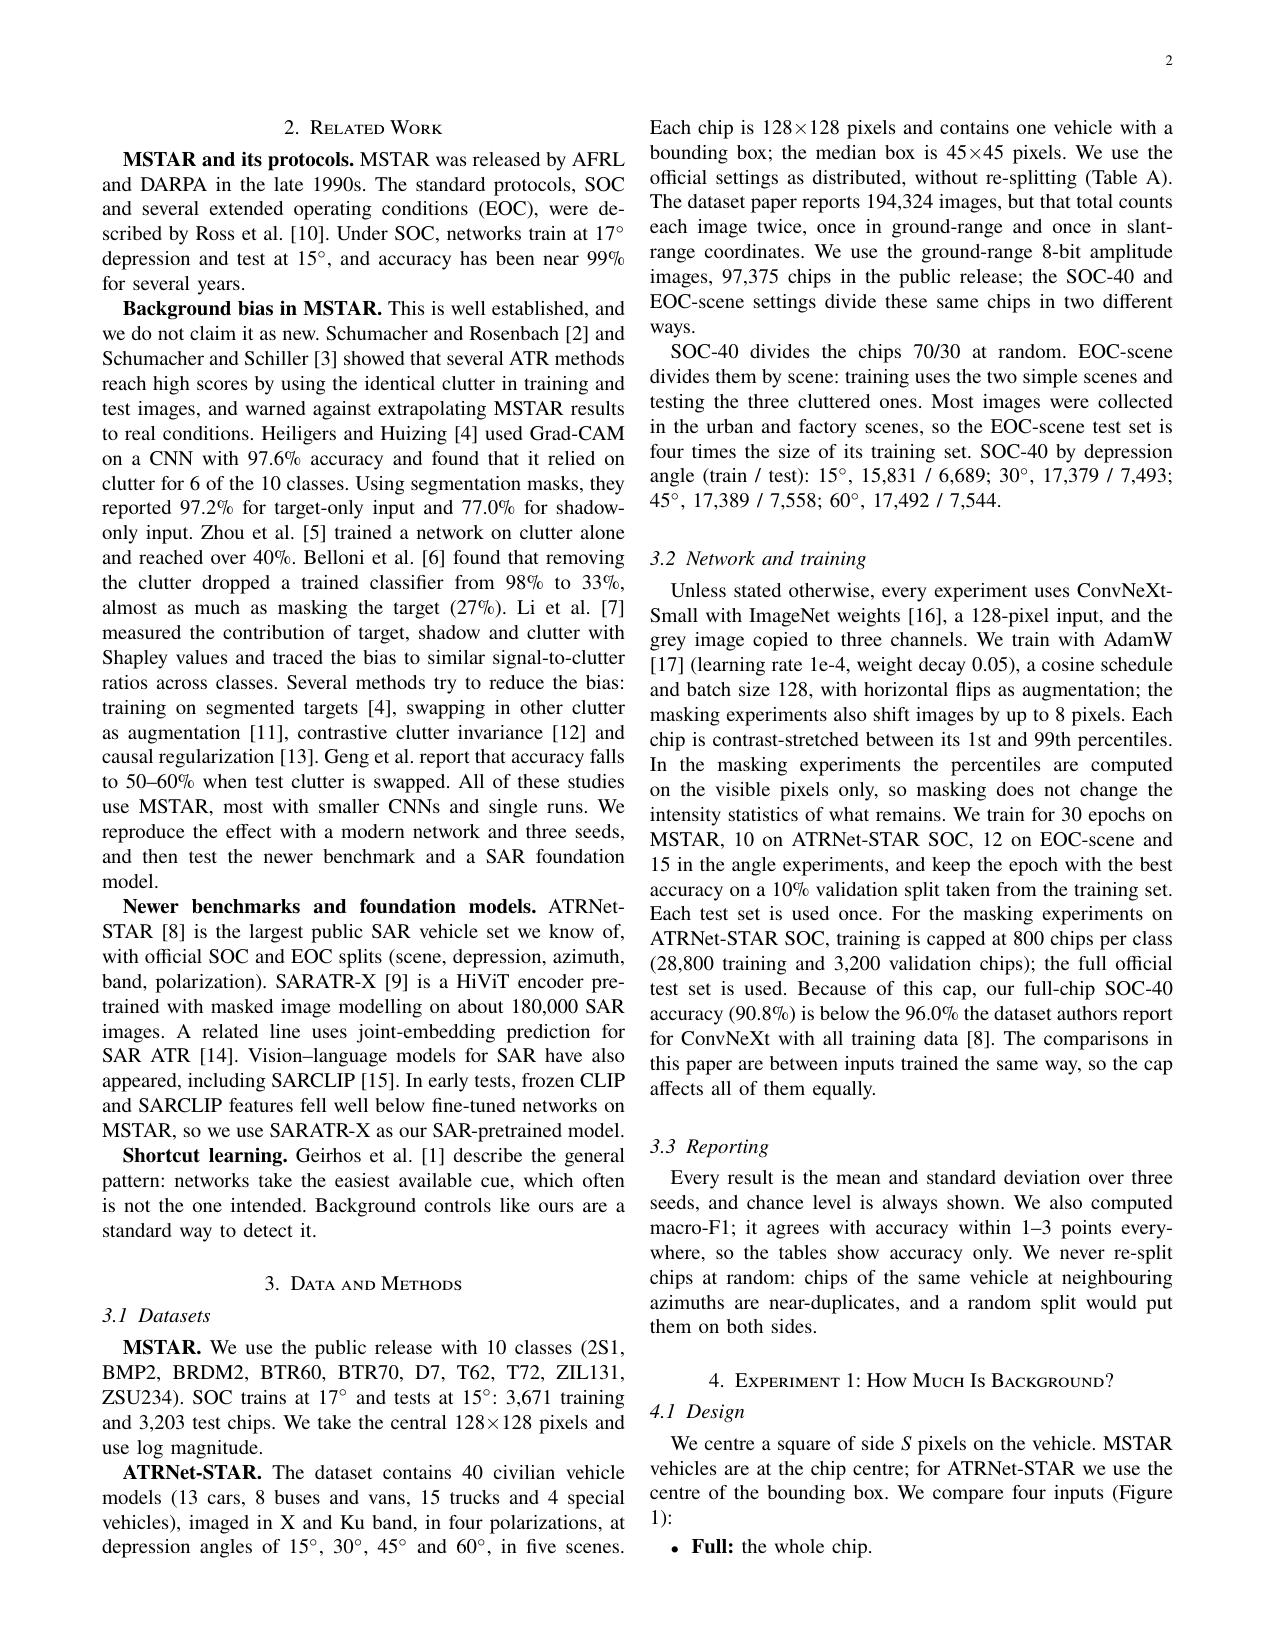 2
2. Related Work
MSTAR and its protocols. MSTAR was released by AFRL
and DARPA in the late 1990s. The standard protocols, SOC
and several extended operating conditions (EOC), were de-
scribed by Ross et al. [10]. Under SOC, networks train at 17°
depression and test at 15°, and accuracy has been near 99%
for several years.
Background bias in MSTAR. This is well established, and
we do not claim it as new. Schumacher and Rosenbach [2] and
Schumacher and Schiller [3] showed that several ATR methods
reach high scores by using the identical clutter in training and
test images, and warned against extrapolating MSTAR results
to real conditions. Heiligers and Huizing [4] used Grad-CAM
on a CNN with 97.6% accuracy and found that it relied on
clutter for 6 of the 10 classes. Using segmentation masks, they
reported 97.2% for target-only input and 77.0% for shadow-
only input. Zhou et al. [5] trained a network on clutter alone
and reached over 40%. Belloni et al. [6] found that removing
the clutter dropped a trained classifier from 98% to 33%,
almost as much as masking the target (27%). Li et al. [7]
measured the contribution of target, shadow and clutter with
Shapley values and traced the bias to similar signal-to-clutter
ratios across classes. Several methods try to reduce the bias:
training on segmented targets [4], swapping in other clutter
as augmentation [11], contrastive clutter invariance [12] and
causal regularization [13]. Geng et al. report that accuracy falls
to 50–60% when test clutter is swapped. All of these studies
use MSTAR, most with smaller CNNs and single runs. We
reproduce the effect with a modern network and three seeds,
and then test the newer benchmark and a SAR foundation
model.
Newer benchmarks and foundation models. ATRNet-
STAR [8] is the largest public SAR vehicle set we know of,
with official SOC and EOC splits (scene, depression, azimuth,
band, polarization). SARATR-X [9] is a HiViT encoder pre-
trained with masked image modelling on about 180,000 SAR
images. A related line uses joint-embedding prediction for
SAR ATR [14]. Vision–language models for SAR have also
appeared, including SARCLIP [15]. In early tests, frozen CLIP
and SARCLIP features fell well below fine-tuned networks on
MSTAR, so we use SARATR-X as our SAR-pretrained model.
Shortcut learning. Geirhos et al. [1] describe the general
pattern: networks take the easiest available cue, which often
is not the one intended. Background controls like ours are a
standard way to detect it.
3. Data and Methods
3.1 Datasets
MSTAR. We use the public release with 10 classes (2S1,
BMP2, BRDM2, BTR60, BTR70, D7, T62, T72, ZIL131,
ZSU234). SOC trains at 17° and tests at 15°: 3,671 training
and 3,203 test chips. We take the central 128×128 pixels and
use log magnitude.
ATRNet-STAR. The dataset contains 40 civilian vehicle
models (13 cars, 8 buses and vans, 15 trucks and 4 special
vehicles), imaged in X and Ku band, in four polarizations, at
depression angles of 15°, 30°, 45° and 60°, in five scenes.
Each chip is 128×128 pixels and contains one vehicle with a
bounding box; the median box is 45×45 pixels. We use the
official settings as distributed, without re-splitting (Table A).
The dataset paper reports 194,324 images, but that total counts
each image twice, once in ground-range and once in slant-
range coordinates. We use the ground-range 8-bit amplitude
images, 97,375 chips in the public release; the SOC-40 and
EOC-scene settings divide these same chips in two different
ways.
SOC-40 divides the chips 70/30 at random. EOC-scene
divides them by scene: training uses the two simple scenes and
testing the three cluttered ones. Most images were collected
in the urban and factory scenes, so the EOC-scene test set is
four times the size of its training set. SOC-40 by depression
angle (train / test): 15°, 15,831 / 6,689; 30°, 17,379 / 7,493;
45°, 17,389 / 7,558; 60°, 17,492 / 7,544.
3.2 Network and training
Unless stated otherwise, every experiment uses ConvNeXt-
Small with ImageNet weights [16], a 128-pixel input, and the
grey image copied to three channels. We train with AdamW
[17] (learning rate 1e-4, weight decay 0.05), a cosine schedule
and batch size 128, with horizontal flips as augmentation; the
masking experiments also shift images by up to 8 pixels. Each
chip is contrast-stretched between its 1st and 99th percentiles.
In the masking experiments the percentiles are computed
on the visible pixels only, so masking does not change the
intensity statistics of what remains. We train for 30 epochs on
MSTAR, 10 on ATRNet-STAR SOC, 12 on EOC-scene and
15 in the angle experiments, and keep the epoch with the best
accuracy on a 10% validation split taken from the training set.
Each test set is used once. For the masking experiments on
ATRNet-STAR SOC, training is capped at 800 chips per class
(28,800 training and 3,200 validation chips); the full official
test set is used. Because of this cap, our full-chip SOC-40
accuracy (90.8%) is below the 96.0% the dataset authors report
for ConvNeXt with all training data [8]. The comparisons in
this paper are between inputs trained the same way, so the cap
affects all of them equally.
3.3 Reporting
Every result is the mean and standard deviation over three
seeds, and chance level is always shown. We also computed
macro-F1; it agrees with accuracy within 1–3 points every-
where, so the tables show accuracy only. We never re-split
chips at random: chips of the same vehicle at neighbouring
azimuths are near-duplicates, and a random split would put
them on both sides.
4. Experiment 1: How Much Is Background?
4.1 Design
We centre a square of side S pixels on the vehicle. MSTAR
vehicles are at the chip centre; for ATRNet-STAR we use the
centre of the bounding box. We compare four inputs (Figure
1):
• Full: the whole chip.